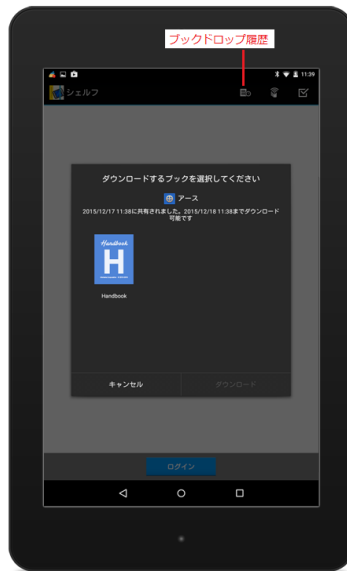 ブックドロップ履歴
11:39
シェルフ
ダウンロードするブックを選択してください
アース
2015/12/17 11:38に共有されました。2015/12/18 11:38までダウンロード
可能です
Handbook
H
Handbook
キャンセル
ダウンロード
ログイン